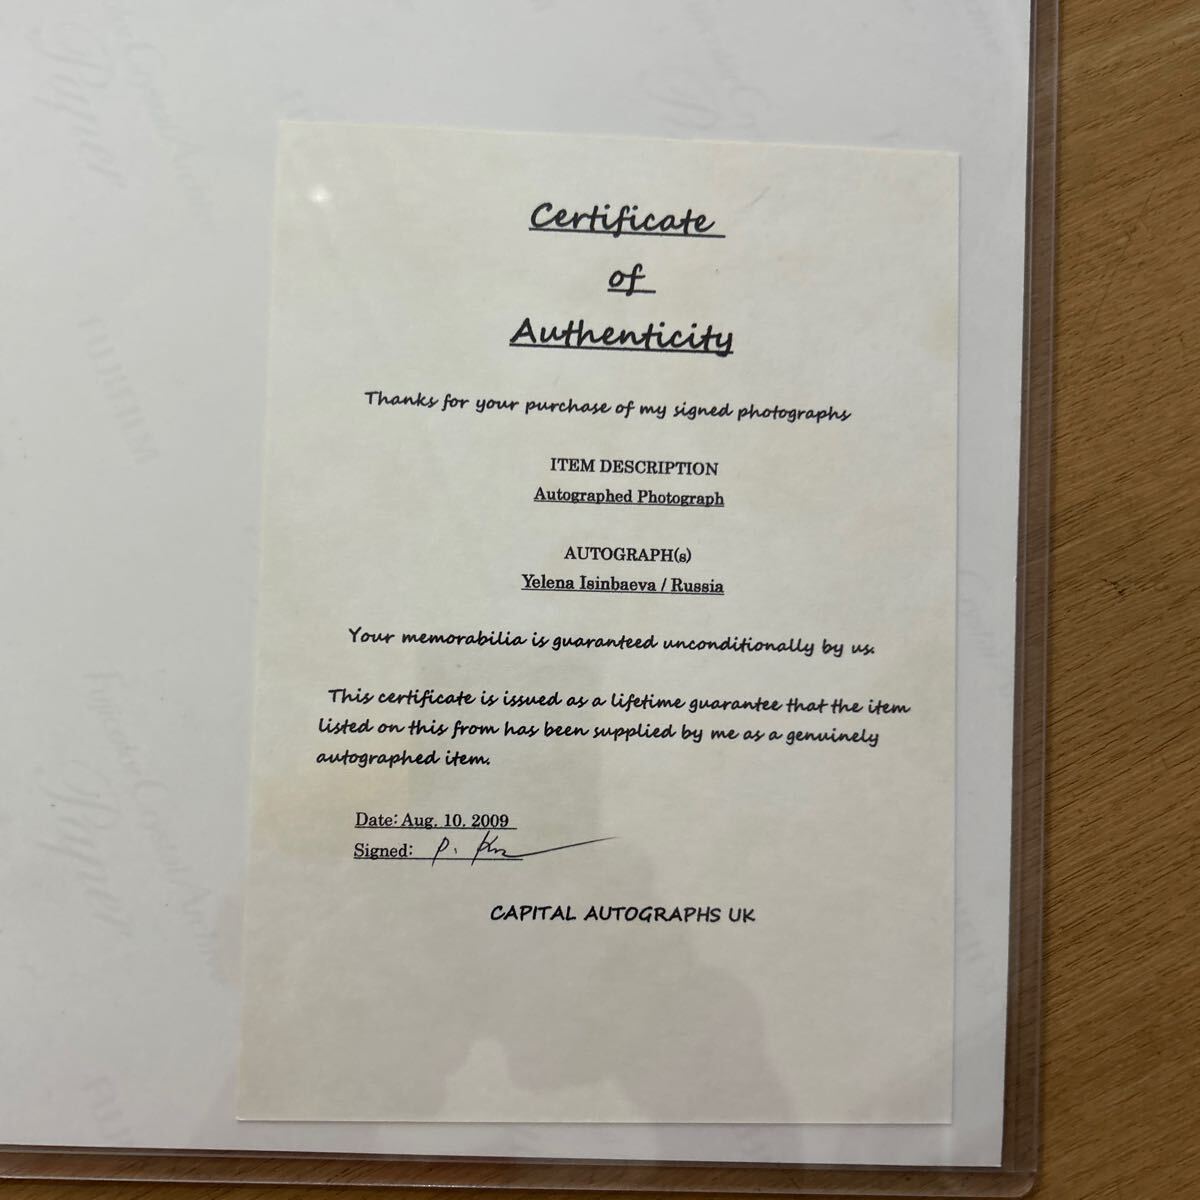 Certificate
of
Authenticity
Thanks for your purchase of my signed photographs
ITEM DESCRIPTION
Autographed Photograph
AUTOGRAPH(s)
Yelena Isinbaeva / Russia
Your memorabilia is guaranteed unconditionally by us.
This certificate is issued as a lifetime guarantee that the item
listed on this from has been supplied by me as a genuinely
autographed item.
Date: Aug. 10. 2009
Signed: P.
CAPITAL AUTOGRAPHS UK